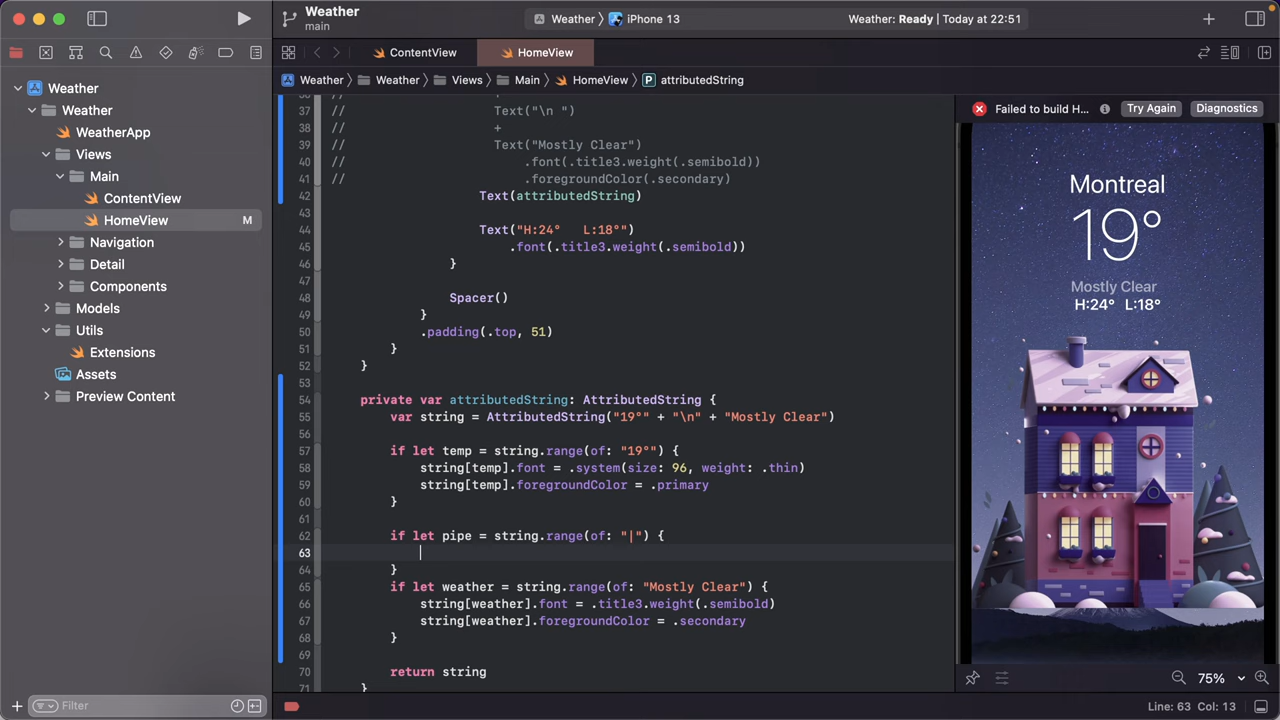 Weather
main
Weather
iPhone 13
Weather: Ready | Today at 22:51
ContentView
HomeView
Weather
Weather
Views
Main
HomeView
P
attributedString
Weather
Weather
WeatherApp
Views
Main
ContentView
HomeView
M
Navigation
Detail
Components
Models
Utils
Extensions
Assets
Preview Content
Filter
// +
37 // Text("\n ")
38 // +
39 // Text("Mostly Clear")
40 // .font(.title3.weight(.semibold))
41 // .foregroundColor(.secondary)
42 Text(attributedString)
43
44 Text("H:24°   L:18°")
45 .font(.title3.weight(.semibold))
46 }
47
48 Spacer()
49 }
50 .padding(.top, 51)
51 }
52 }
53
54 private var attributedString: AttributedString {
55 var string = AttributedString("19°" + "\n" + "Mostly Clear")
56
57 if let temp = string.range(of: "19°") {
58 string[temp].font = .system(size: 96, weight: .thin)
59 string[temp].foregroundColor = .primary
60 }
61
62 if let pipe = string.range(of: "|") {
63
64 }
65 if let weather = string.range(of: "Mostly Clear") {
66 string[weather].font = .title3.weight(.semibold)
67 string[weather].foregroundColor = .secondary
68 }
69
70 return string
71 }
Failed to build H...
Try Again
Diagnostics
Montreal
19°
Mostly Clear
H:24° L:18°
75%
Line: 63 Col: 13